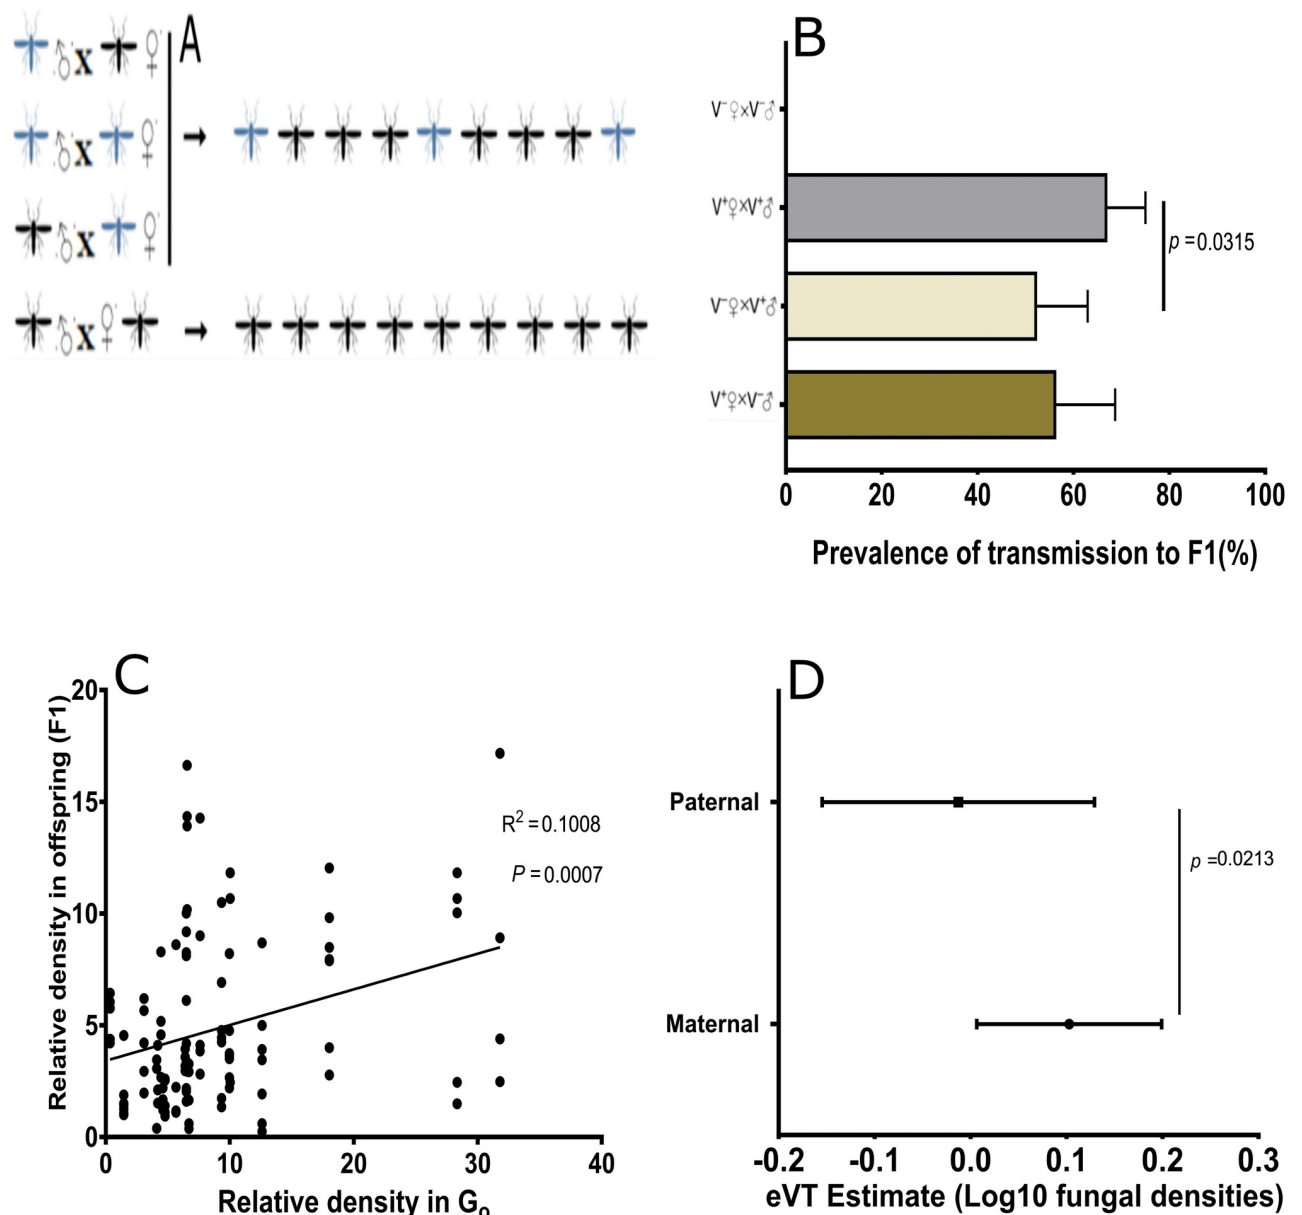 A
♂ X ♀
♂ X ♀
♂ X ♀
♂ X ♀
B
V⁻♀×V⁻♂
V⁺♀×V⁺♂
V⁻♀×V⁺♂
V⁺♀×V⁻♂
p =0.0315
0 20 40 60 80 100
Prevalence of transmission to F1(%)
C
Relative density in offspring (F1)
20
15
10
5
0
R² =0.1008
P =0.0007
0 10 20 30 40
Relative density in G₀
D
Paternal
Maternal
p =0.0213
-0.2 -0.1 0.0 0.1 0.2 0.3
eVT Estimate (Log10 fungal densities)